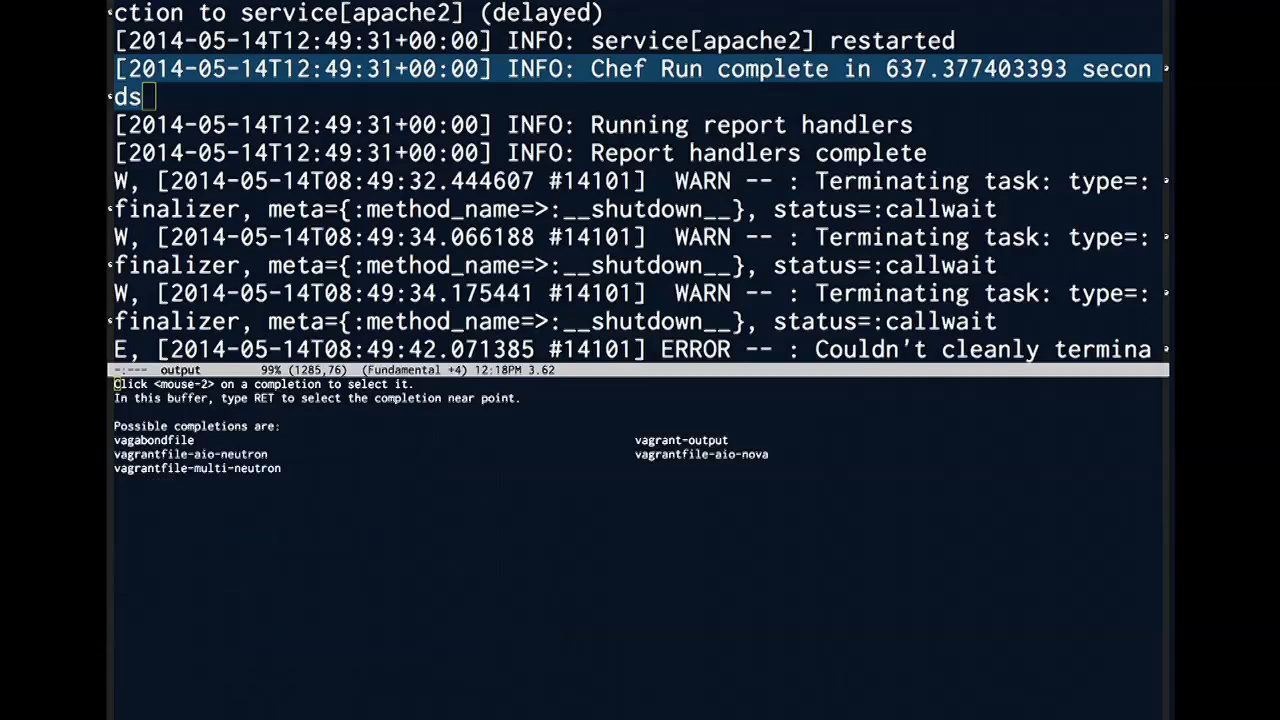 ction to service[apache2] (delayed)
[2014-05-14T12:49:31+00:00] INFO: service[apache2] restarted
[2014-05-14T12:49:31+00:00] INFO: Chef Run complete in 637.377403393 secon
ds
[2014-05-14T12:49:31+00:00] INFO: Running report handlers
[2014-05-14T12:49:31+00:00] INFO: Report handlers complete
W, [2014-05-14T08:49:32.444607 #14101]  WARN -- : Terminating task: type=:
finalizer, meta={:method_name=>:__shutdown__}, status=:callwait
W, [2014-05-14T08:49:34.066188 #14101]  WARN -- : Terminating task: type=:
finalizer, meta={:method_name=>:__shutdown__}, status=:callwait
W, [2014-05-14T08:49:34.175441 #14101]  WARN -- : Terminating task: type=:
finalizer, meta={:method_name=>:__shutdown__}, status=:callwait
E, [2014-05-14T08:49:42.071385 #14101] ERROR -- : Couldn't cleanly termina
-:---  output        99% (1285,76)  (Fundamental +4) 12:18PM 3.62
Click <mouse-2> on a completion to select it.
In this buffer, type RET to select the completion near point.
Possible completions are:
vagabondfile vagrant-output
vagrantfile-aio-neutron vagrantfile-aio-nova
vagrantfile-multi-neutron